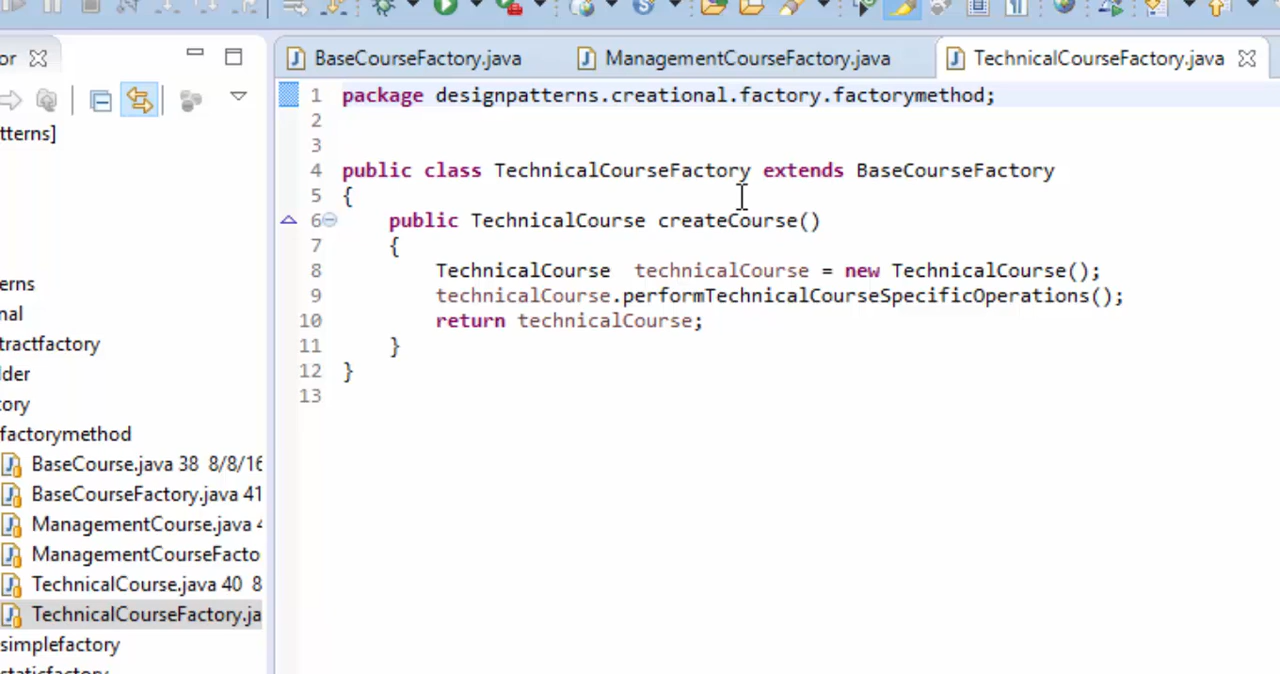 or
BaseCourseFactory.java
ManagementCourseFactory.java
TechnicalCourseFactory.java
tterns]
erns
nal
tractfactory
lder
tory
factorymethod
BaseCourse.java 38 8/8/16
BaseCourseFactory.java 41
ManagementCourse.java 4
ManagementCourseFacto
TechnicalCourse.java 40 8
TechnicalCourseFactory.ja
simplefactory
staticfactory
1 package designpatterns.creational.factory.factorymethod;
2
3
4 public class TechnicalCourseFactory extends BaseCourseFactory
5 {
6 public TechnicalCourse createCourse()
7 {
8 TechnicalCourse technicalCourse = new TechnicalCourse();
9 technicalCourse.performTechnicalCourseSpecificOperations();
10 return technicalCourse;
11 }
12 }
13